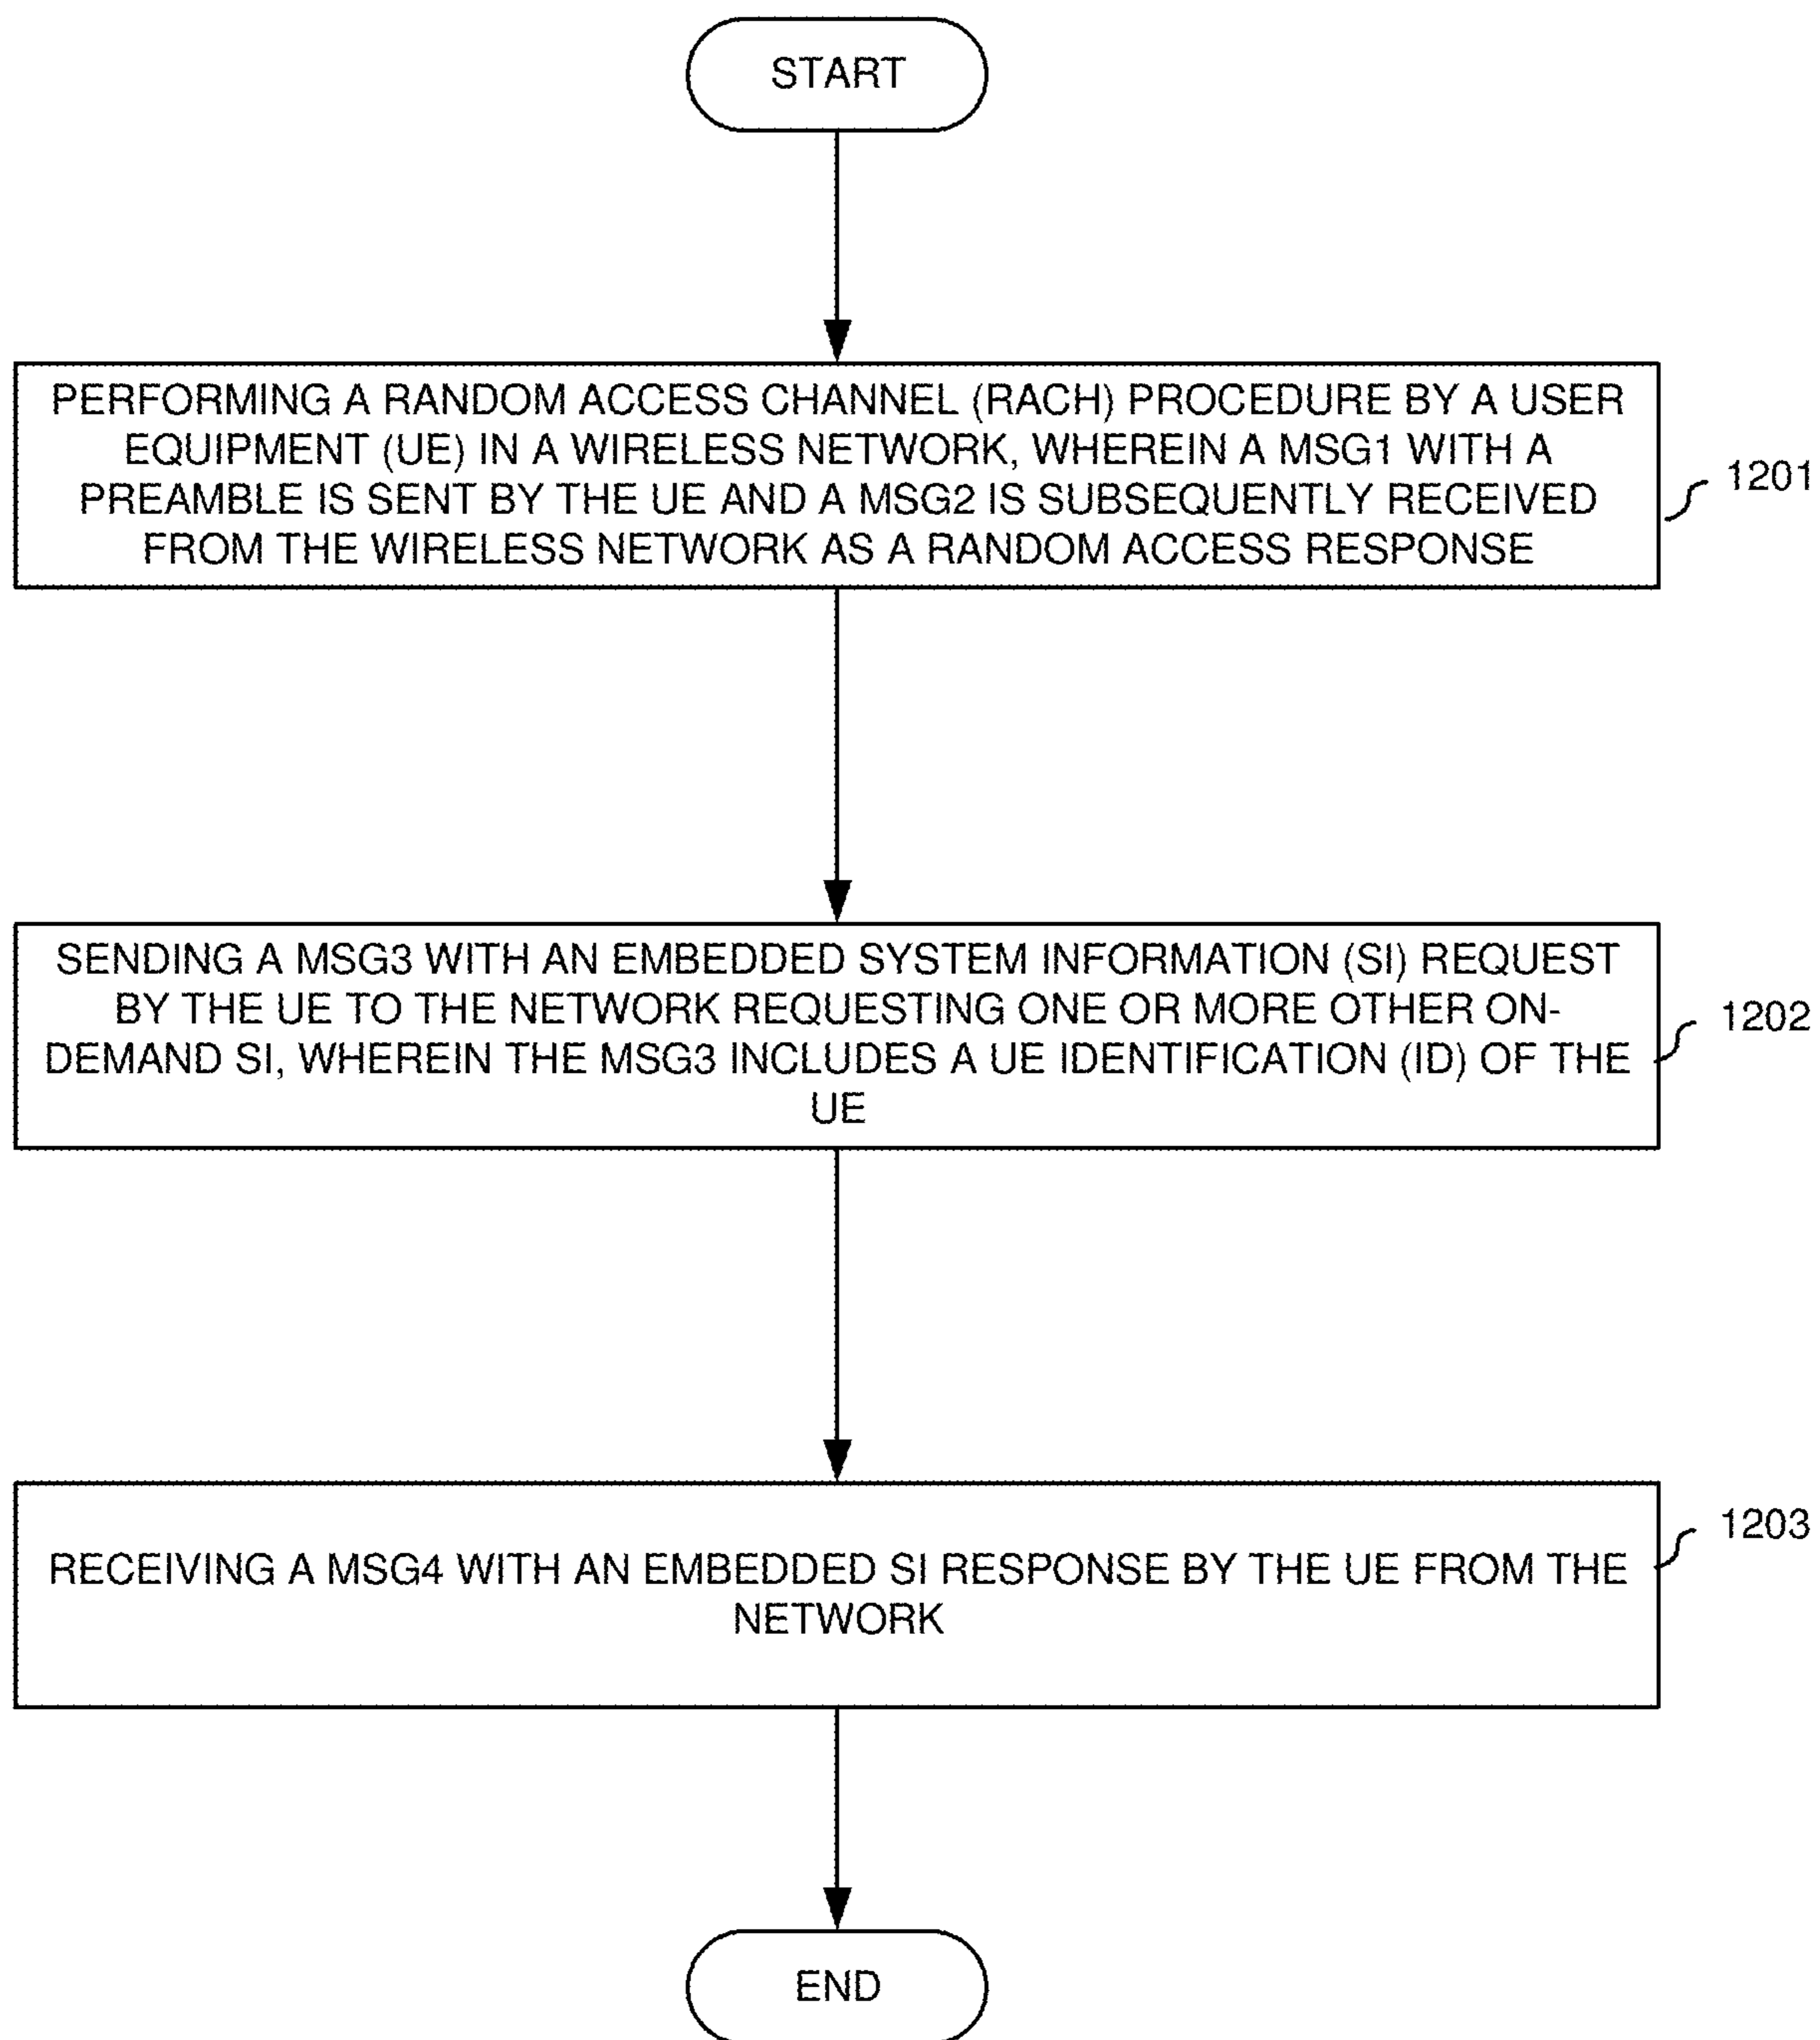 START
PERFORMING A RANDOM ACCESS CHANNEL (RACH) PROCEDURE BY A USER
EQUIPMENT (UE) IN A WIRELESS NETWORK, WHEREIN A MSG1 WITH A
PREAMBLE IS SENT BY THE UE AND A MSG2 IS SUBSEQUENTLY RECEIVED
FROM THE WIRELESS NETWORK AS A RANDOM ACCESS RESPONSE
1201
SENDING A MSG3 WITH AN EMBEDDED SYSTEM INFORMATION (SI) REQUEST
BY THE UE TO THE NETWORK REQUESTING ONE OR MORE OTHER ON-
DEMAND SI, WHEREIN THE MSG3 INCLUDES A UE IDENTIFICATION (ID) OF THE
UE
1202
RECEIVING A MSG4 WITH AN EMBEDDED SI RESPONSE BY THE UE FROM THE
NETWORK
1203
END